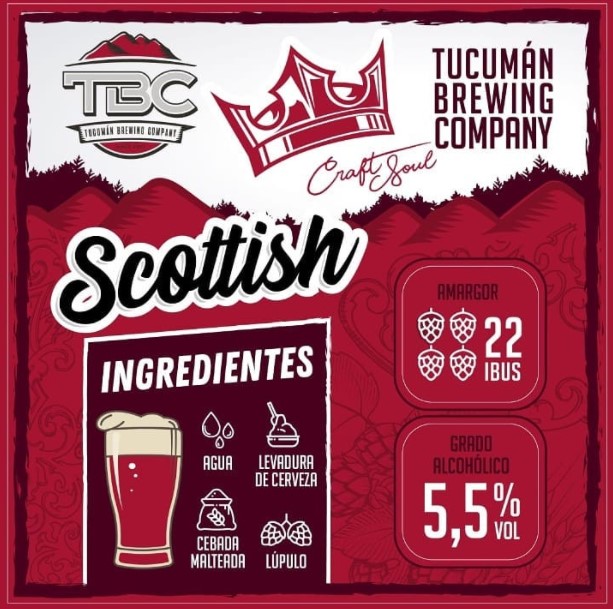 TBC
TUCUMÁN BREWING COMPANY
Craft Soul
TUCUMÁN
BREWING
COMPANY
Scottish
INGREDIENTES
AGUA
LEVADURA
DE CERVEZA
CEBADA
MALTEADA
LÚPULO
AMARGOR
22
IBUS
GRADO
ALCOHÓLICO
5,5%
VOL